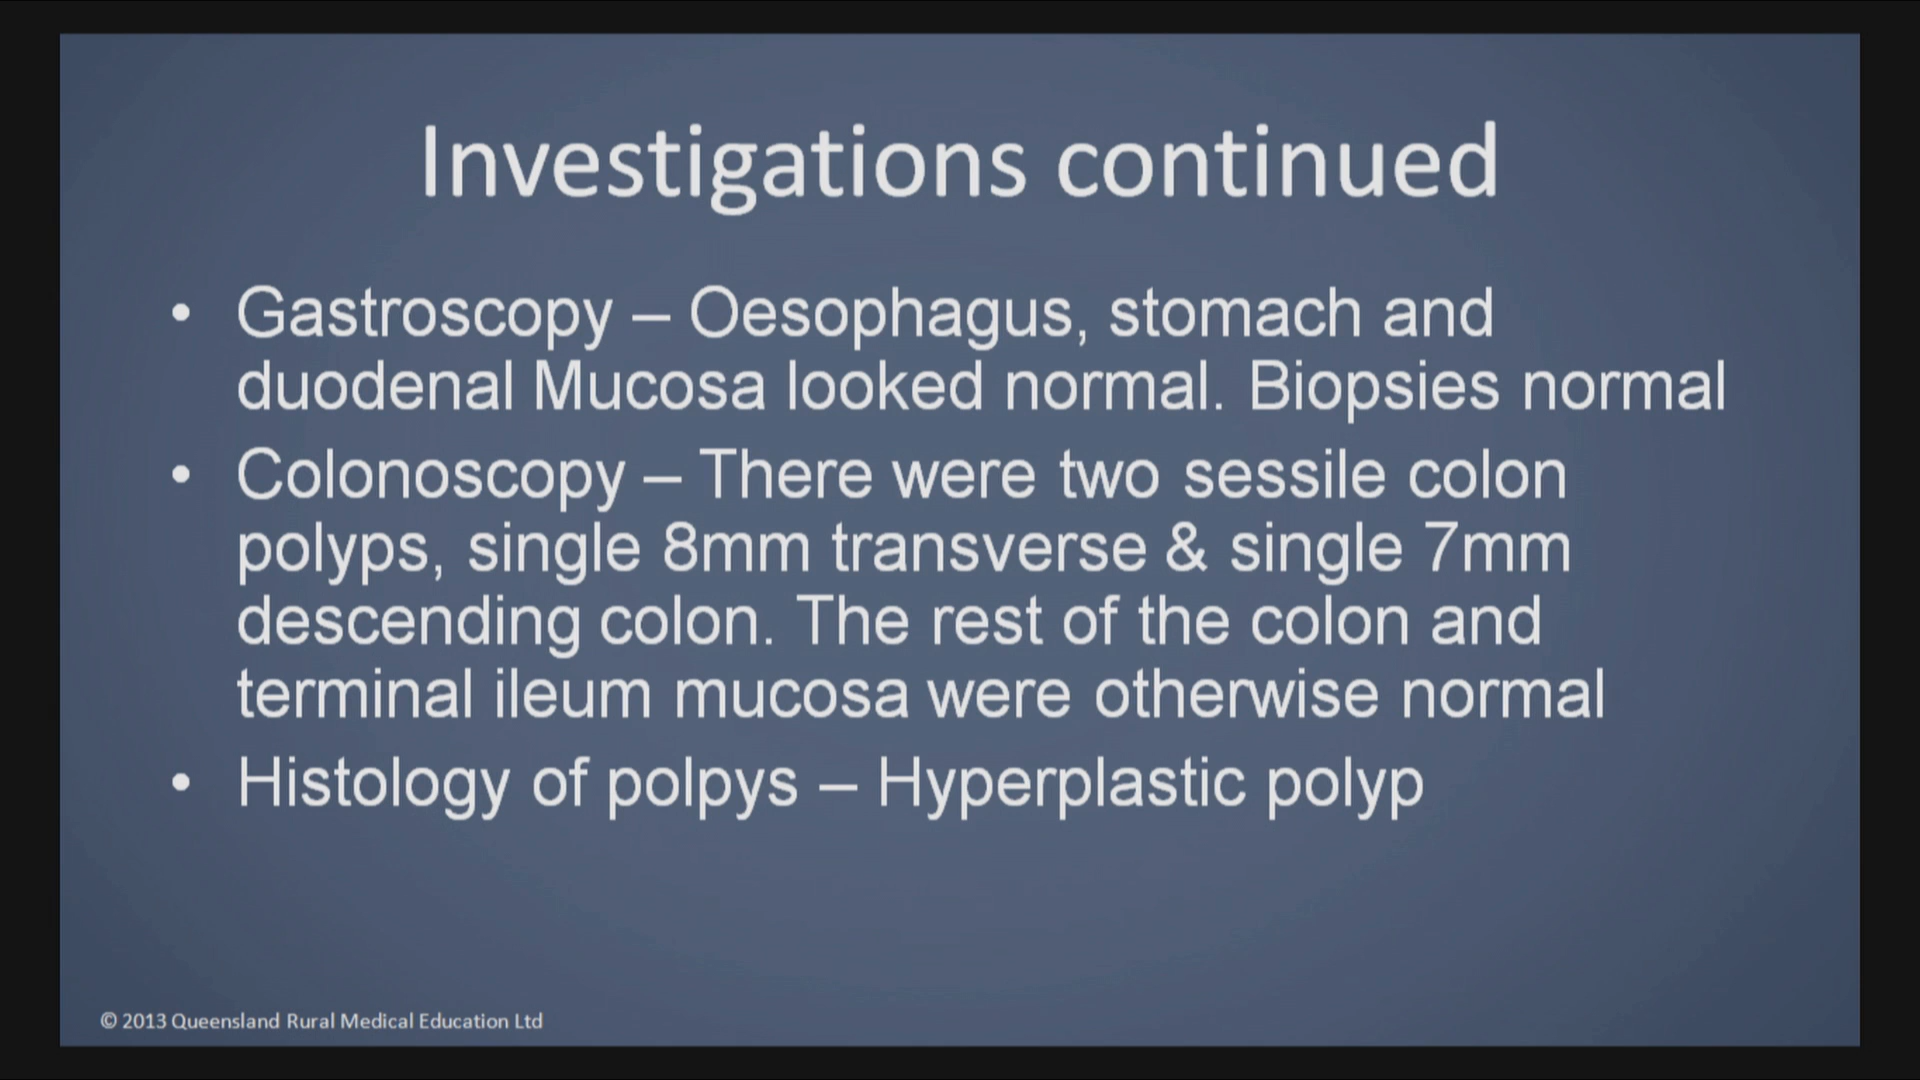 Investigations continued
• Gastroscopy – Oesophagus, stomach and
duodenal Mucosa looked normal. Biopsies normal
• Colonoscopy – There were two sessile colon
polyps, single 8mm transverse & single 7mm
descending colon. The rest of the colon and
terminal ileum mucosa were otherwise normal
• Histology of polpys – Hyperplastic polyp
© 2013 Queensland Rural Medical Education Ltd